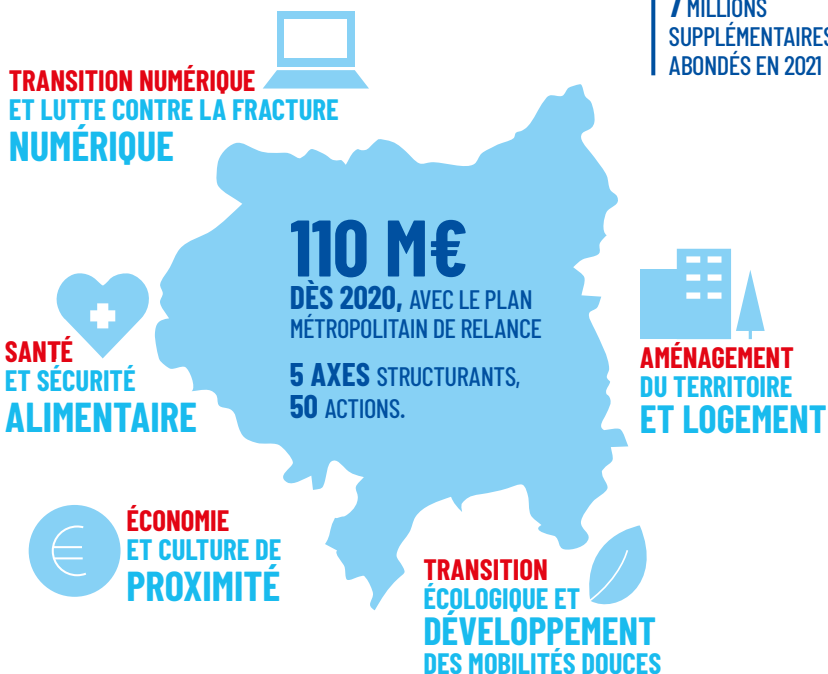 7 MILLIONS
SUPPLÉMENTAIRES
ABONDÉS EN 2021
TRANSITION NUMÉRIQUE
ET LUTTE CONTRE LA FRACTURE
NUMÉRIQUE
110 M€
DÈS 2020, AVEC LE PLAN
MÉTROPOLITAIN DE RELANCE
5 AXES STRUCTURANTS,
50 ACTIONS.
SANTÉ
ET SÉCURITÉ
ALIMENTAIRE
AMÉNAGEMENT
DU TERRITOIRE
ET LOGEMENT
ÉCONOMIE
ET CULTURE DE
PROXIMITÉ
TRANSITION
ÉCOLOGIQUE ET
DÉVELOPPEMENT
DES MOBILITÉS DOUCES